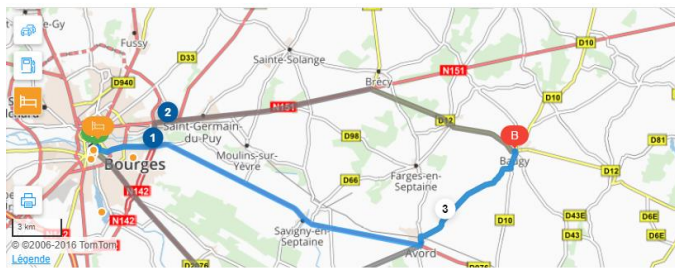 -Gy
Fussy
D33
Sainte-Solange
D10
D940
Brécy
N151
D10
2
N151
Saint-Germain-
du-Puy
D12
B
D98
D81
1
Moulins-sur-
Yèvre
Baugy
Bourges
Farges-en-
Septaine
D12
N142
D66
3
N142
D10
D43E
D6E
3 km
Savigny-en-
Septaine
D43
D6E
© ©2006-2016 TomTom
Avord
Légende
D2076
D976